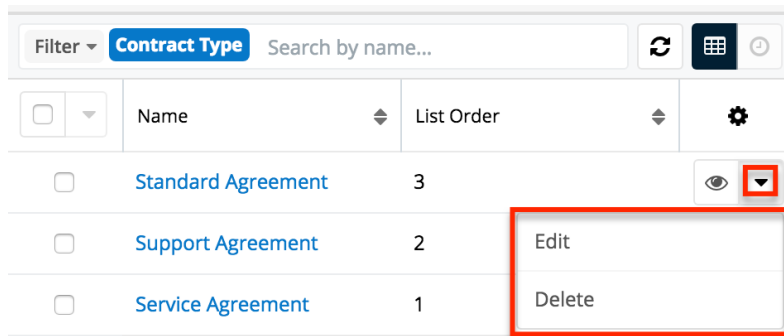 Filter Contract Type Search by name...
Name List Order
Standard Agreement 3
Support Agreement 2 Edit
Service Agreement 1 Delete